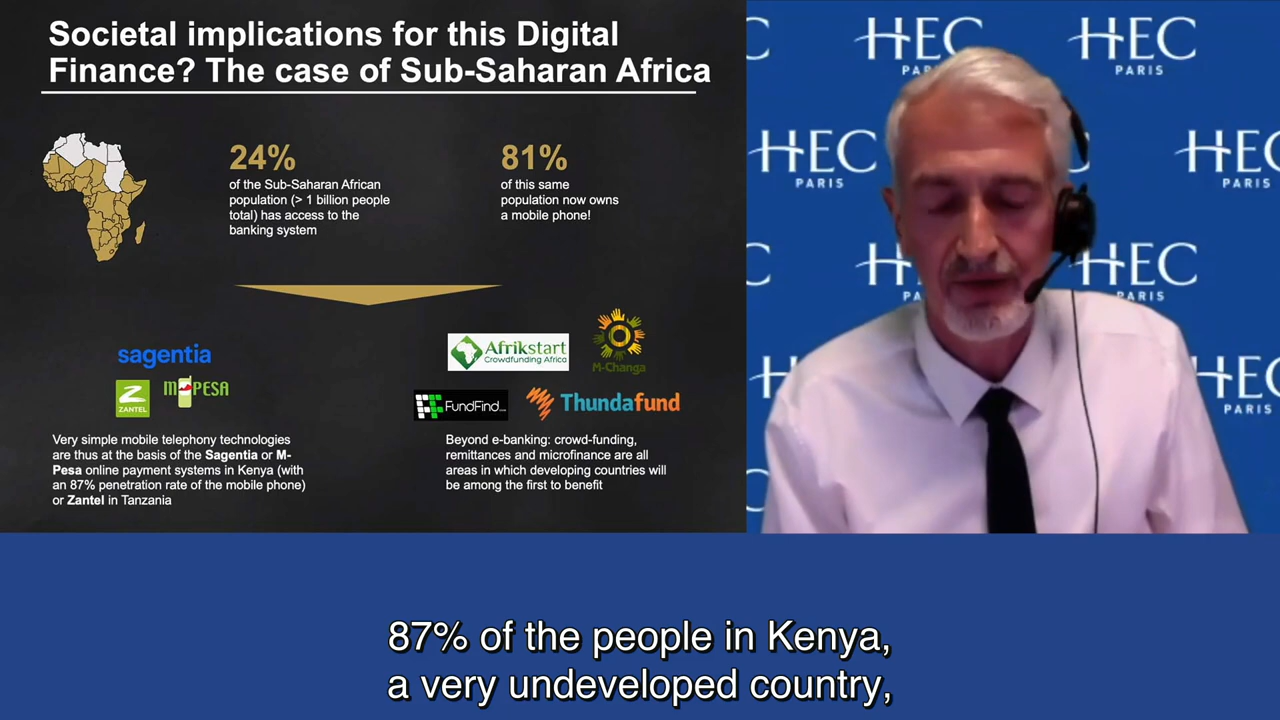 Societal implications for this Digital
Finance? The case of Sub-Saharan Africa
24%
of the Sub-Saharan African
population (> 1 billion people
total) has access to the
banking system
81%
of this same
population now owns
a mobile phone!
sagentia
Z
ZANTEL
M-PESA
Afrikstart
Crowdfunding Africa
M-Changa
FundFind
Thundafund
Very simple mobile telephony technologies
are thus at the basis of the Sagentia or M-
Pesa online payment systems in Kenya (with
an 87% penetration rate of the mobile phone)
or Zantel in Tanzania
Beyond e-banking: crowd-funding,
remittances and microfinance are all
areas in which developing countries will
be among the first to benefit
HEC
PARIS
HEC
PARIS
HEC
PARIS
HEC
PARIS
HEC
PARIS
87% of the people in Kenya,
a very undeveloped country,